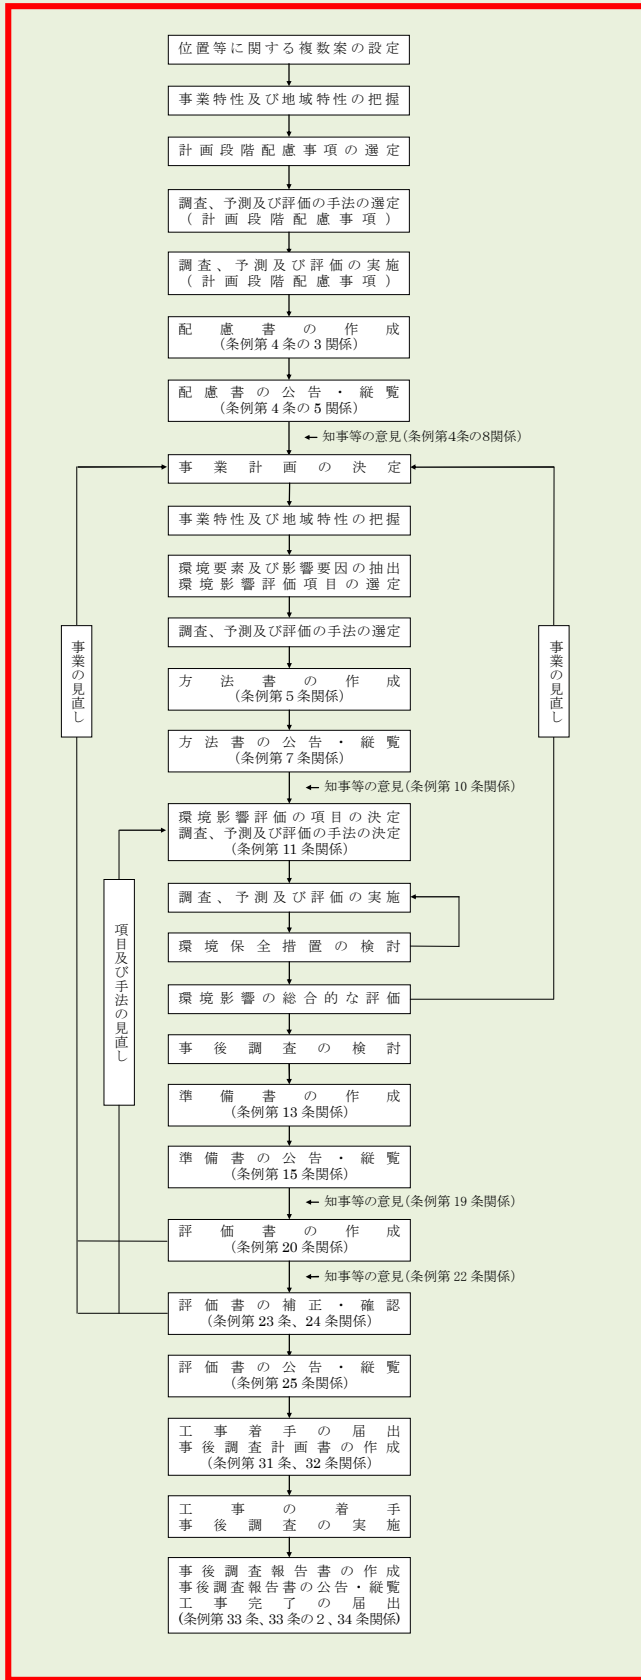 位置等に関する複数案の設定
事業特性及び地域特性の把握
計画段階配慮事項の選定
調査、予測及び評価の手法の選定
(計画段階配慮事項)
調査、予測及び評価の実施
(計画段階配慮事項)
配慮書の作成
(条例第4条の3関係)
配慮書の公告・縦覧
(条例第4条の5関係)
← 知事等の意見(条例第4条の8関係)
事業計画の決定
事業特性及び地域特性の把握
環境要素及び影響要因の抽出
環境影響評価項目の選定
調査、予測及び評価の手法の選定
事業の見直し
事業の見直し
方法書の作成
(条例第5条関係)
方法書の公告・縦覧
(条例第7条関係)
← 知事等の意見(条例第10条関係)
環境影響評価の項目の決定
調査、予測及び評価の手法の決定
(条例第11条関係)
調査、予測及び評価の実施
環境保全措置の検討
項目及び手法の見直し
環境影響の総合的な評価
事後調査の検討
準備書の作成
(条例第13条関係)
準備書の公告・縦覧
(条例第15条関係)
← 知事等の意見(条例第19条関係)
評価書の作成
(条例第20条関係)
← 知事等の意見(条例第22条関係)
評価書の補正・確認
(条例第23条、24条関係)
評価書の公告・縦覧
(条例第25条関係)
工事着手の届出
事後調査計画書の作成
(条例第31条、32条関係)
工事の着手
事後調査の実施
事後調査報告書の作成
事後調査報告書の公告・縦覧
工事完了の届出
(条例第33条、33条の2、34条関係)